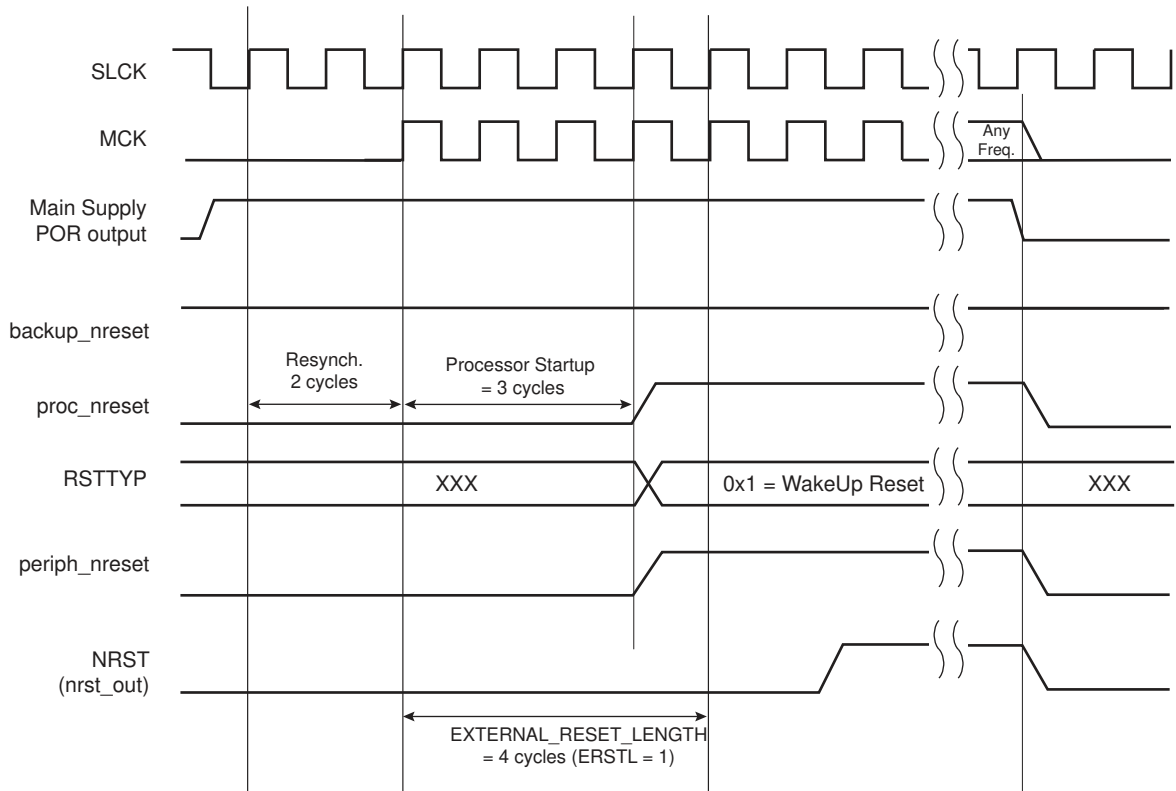 SLCK
MCK
Any
Freq.
Main Supply
POR output
backup_nreset
Resynch.
2 cycles
Processor Startup
= 3 cycles
proc_nreset
RSTTYP
XXX
0x1 = WakeUp Reset
XXX
periph_nreset
NRST
(nrst_out)
EXTERNAL_RESET_LENGTH
= 4 cycles (ERSTL = 1)